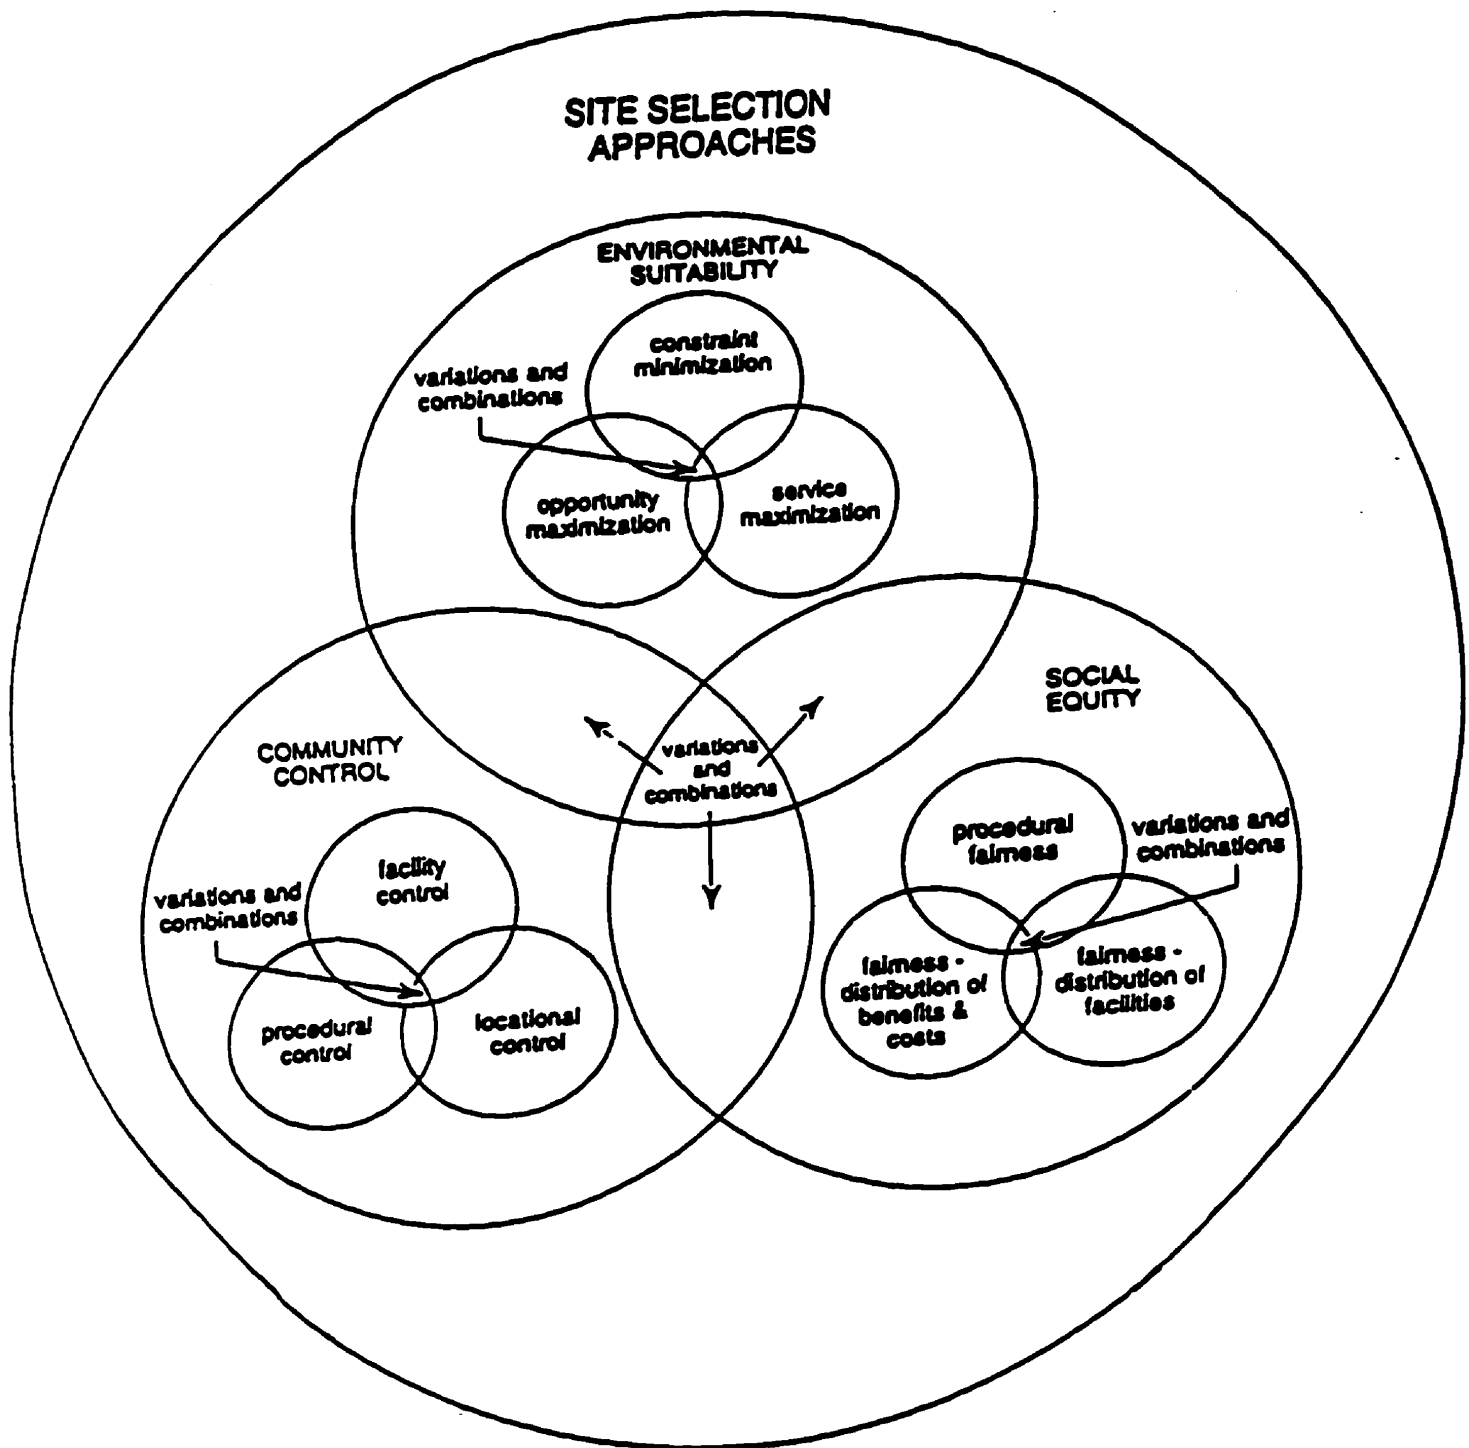 SITE SELECTION
APPROACHES
ENVIRONMENTAL
SUITABILITY
constraint
minimization
variations and
combinations
opportunity
maximization
service
maximization
SOCIAL
EQUITY
COMMUNITY
CONTROL
variations
and
combinations
procedural
fairness
variations and
combinations
facility
control
variations and
combinations
fairness -
distribution of
benefits &
costs
fairness -
distribution of
facilities
procedural
control
locational
control